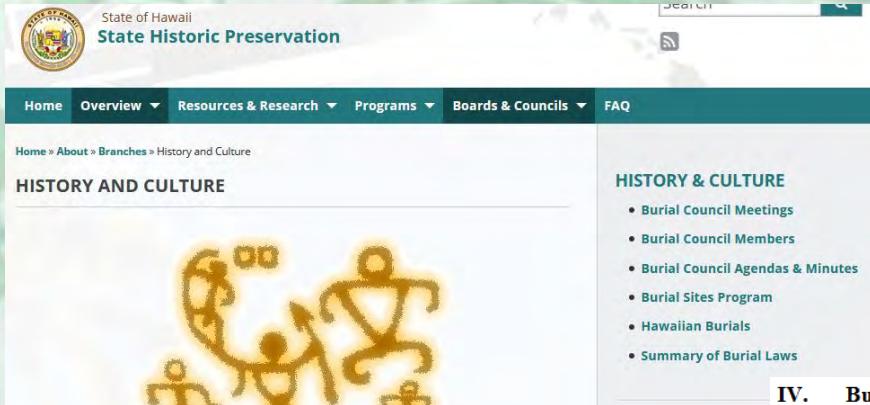 State of Hawaii
State Historic Preservation
Search
Home Overview Resources & Research Programs Boards & Councils FAQ
Home » About » Branches » History and Culture
HISTORY AND CULTURE
HISTORY & CULTURE
Burial Council Meetings
Burial Council Members
Burial Council Agendas & Minutes
Burial Sites Program
Hawaiian Burials
Summary of Burial Laws
IV.